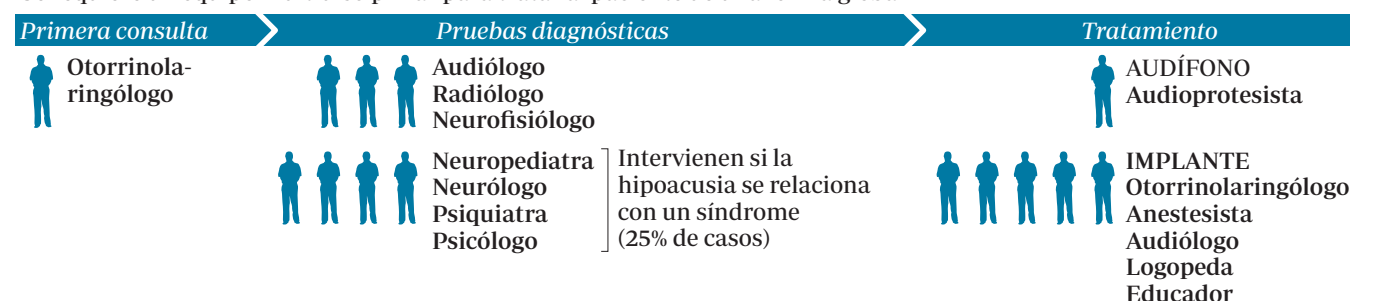 Primera consulta
Pruebas diagnósticas
Tratamiento
Otorrinola-
ringólogo
Audiólogo
Radiólogo
Neurofisiólogo
Neuropediatra
Neurólogo
Psiquiatra
Psicólogo
Intervienen si la
hipoacusia se relaciona
con un síndrome
(25% de casos)
AUDÍFONO
Audioprotesista
IMPLANTE
Otorrinolaringólogo
Anestesista
Audiólogo
Logopeda
Educador